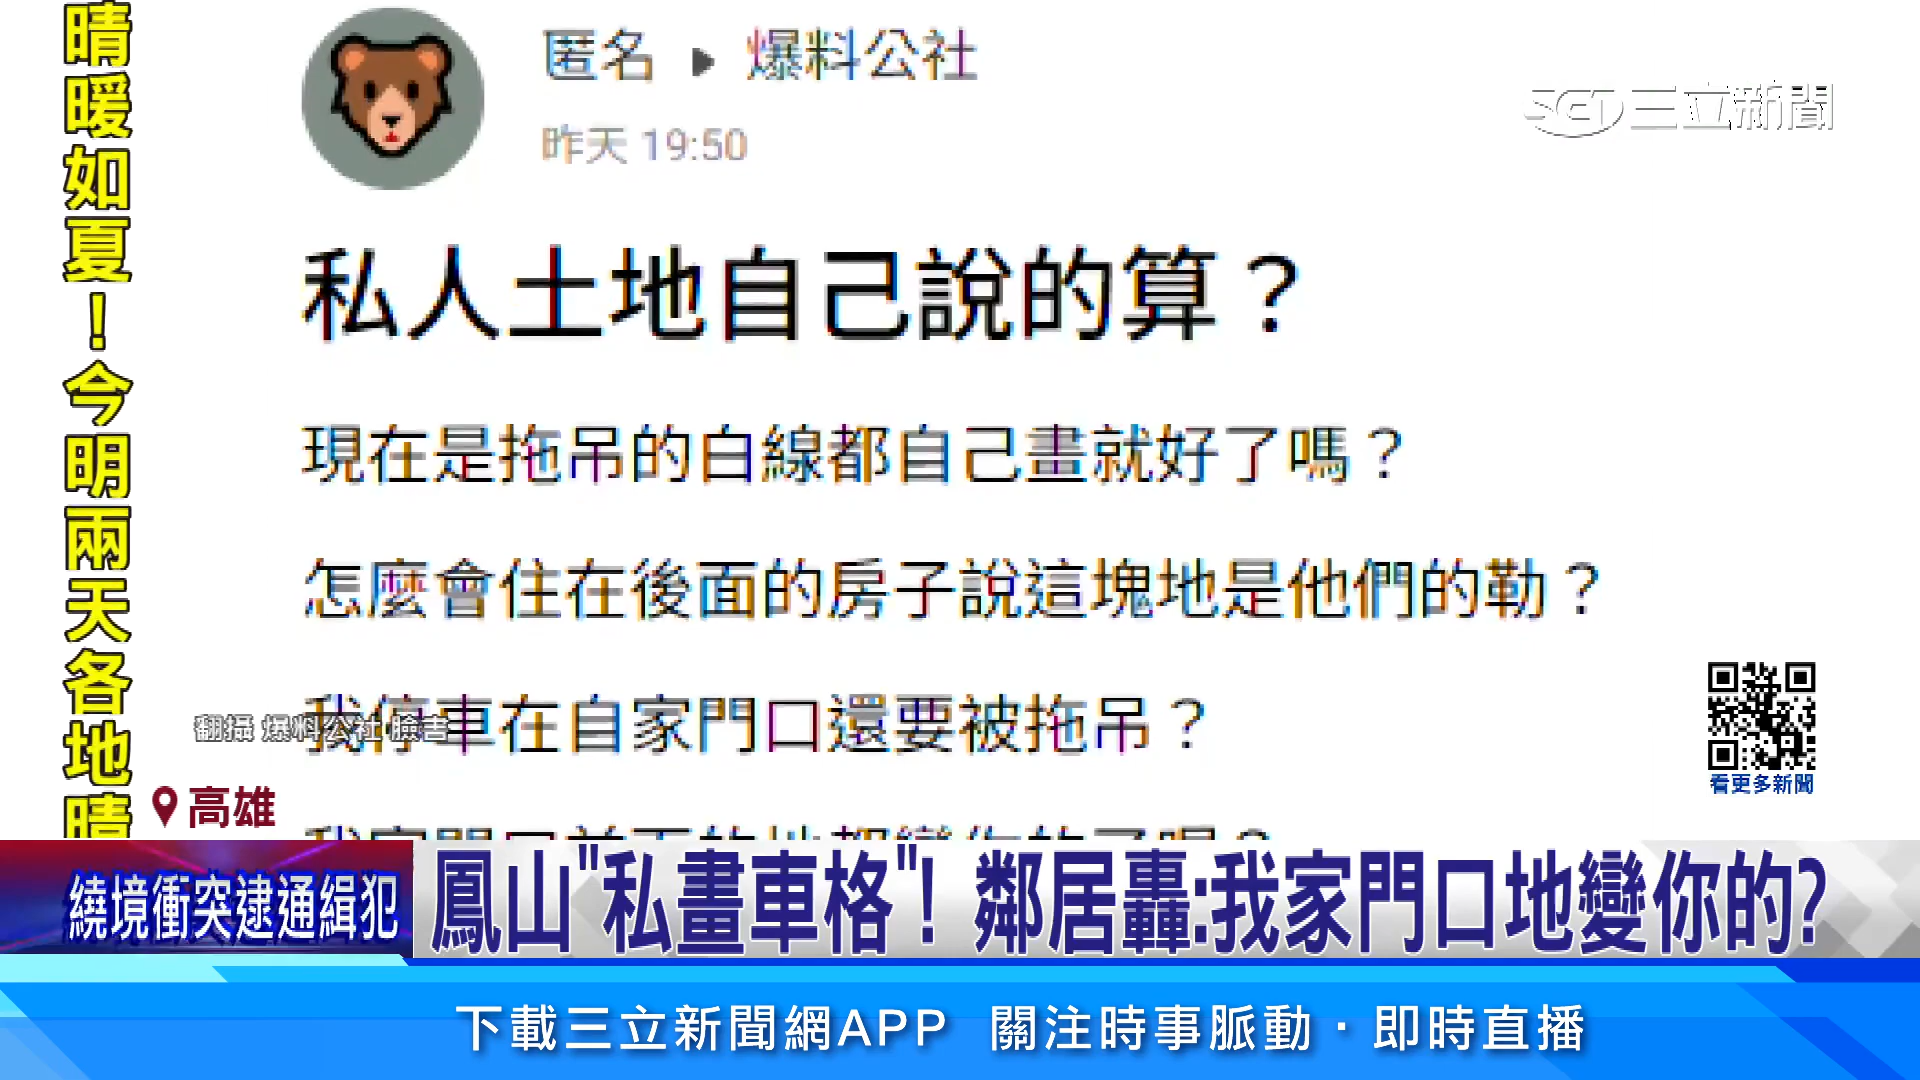 晴暖如夏！今明兩天各地晴
匿名 ▸ 爆料公社
昨天 19:50
SET三立新聞
私人土地自己說的算？
現在是拖吊的白線都自己畫就好了嗎？
怎麼會住在後面的房子說這塊地是他們的勒？
我停車在自家門口還要被拖吊？
翻攝 爆料公社 臉書
看更多新聞
高雄
繞境衝突逮通緝犯
鳳山"私畫車格"！鄰居轟:我家門口地變你的?
下載三立新聞網APP 關注時事脈動·即時直播